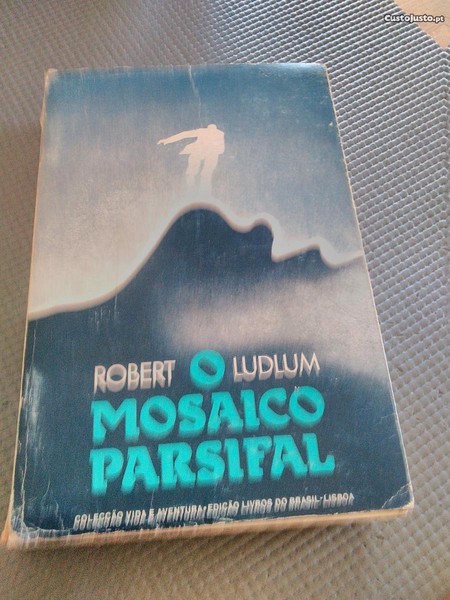 CustoJusto.pt
ROBERT O LUDLUM
MOSAICO
PARSIFAL
COLECÇÃO VIDA E AVENTURA·EDIÇÃO LIVROS DO BRASIL·LISBOA